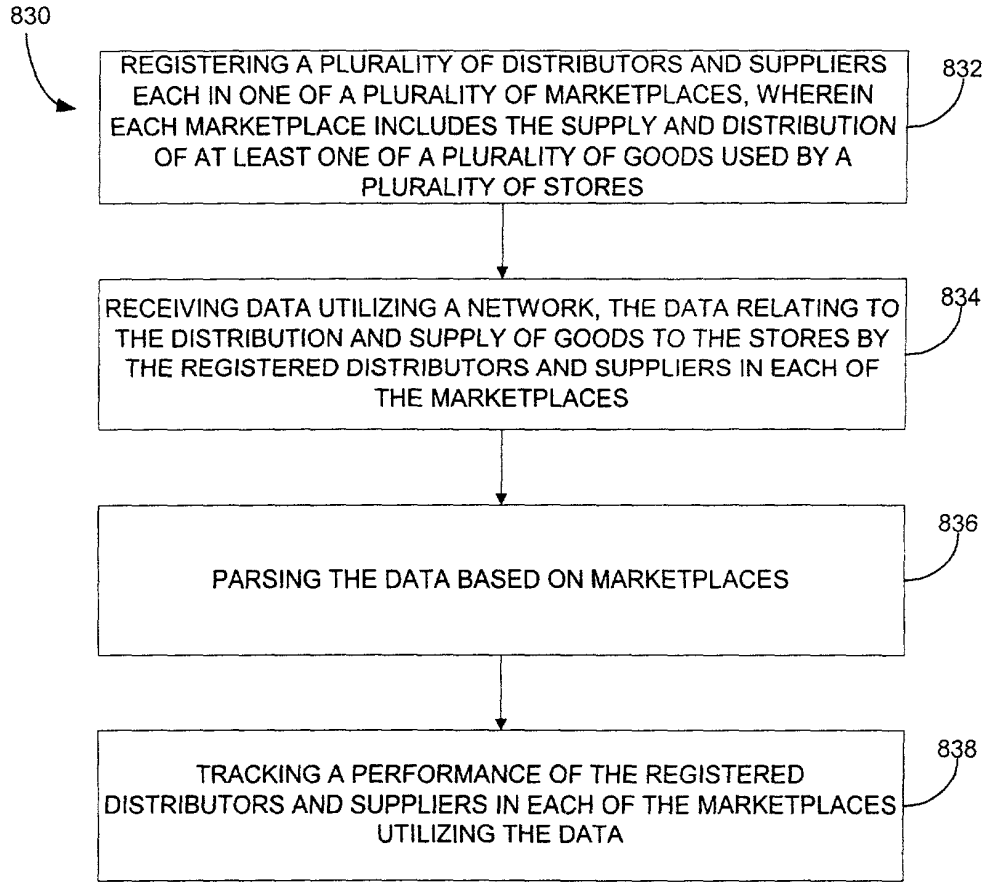 830
REGISTERING A PLURALITY OF DISTRIBUTORS AND SUPPLIERS
EACH IN ONE OF A PLURALITY OF MARKETPLACES, WHEREIN
EACH MARKETPLACE INCLUDES THE SUPPLY AND DISTRIBUTION
OF AT LEAST ONE OF A PLURALITY OF GOODS USED BY A
PLURALITY OF STORES
832
RECEIVING DATA UTILIZING A NETWORK, THE DATA RELATING TO
THE DISTRIBUTION AND SUPPLY OF GOODS TO THE STORES BY
THE REGISTERED DISTRIBUTORS AND SUPPLIERS IN EACH OF
THE MARKETPLACES
834
PARSING THE DATA BASED ON MARKETPLACES
836
TRACKING A PERFORMANCE OF THE REGISTERED
DISTRIBUTORS AND SUPPLIERS IN EACH OF THE MARKETPLACES
UTILIZING THE DATA
838